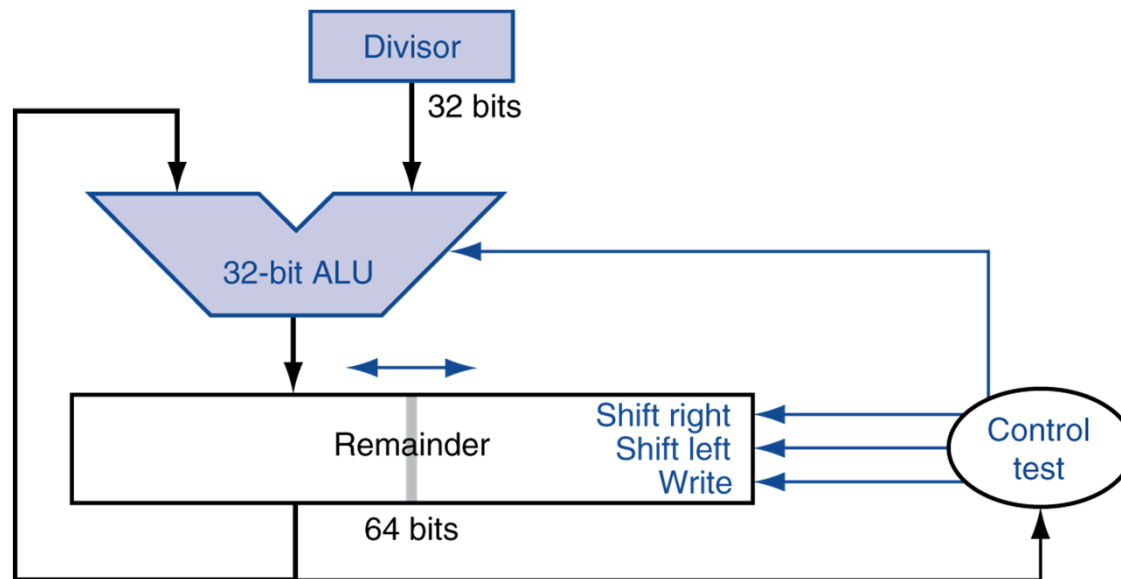 Divisor
32 bits
32-bit ALU
Remainder
Shift right
Shift left
Write
64 bits
Control
test